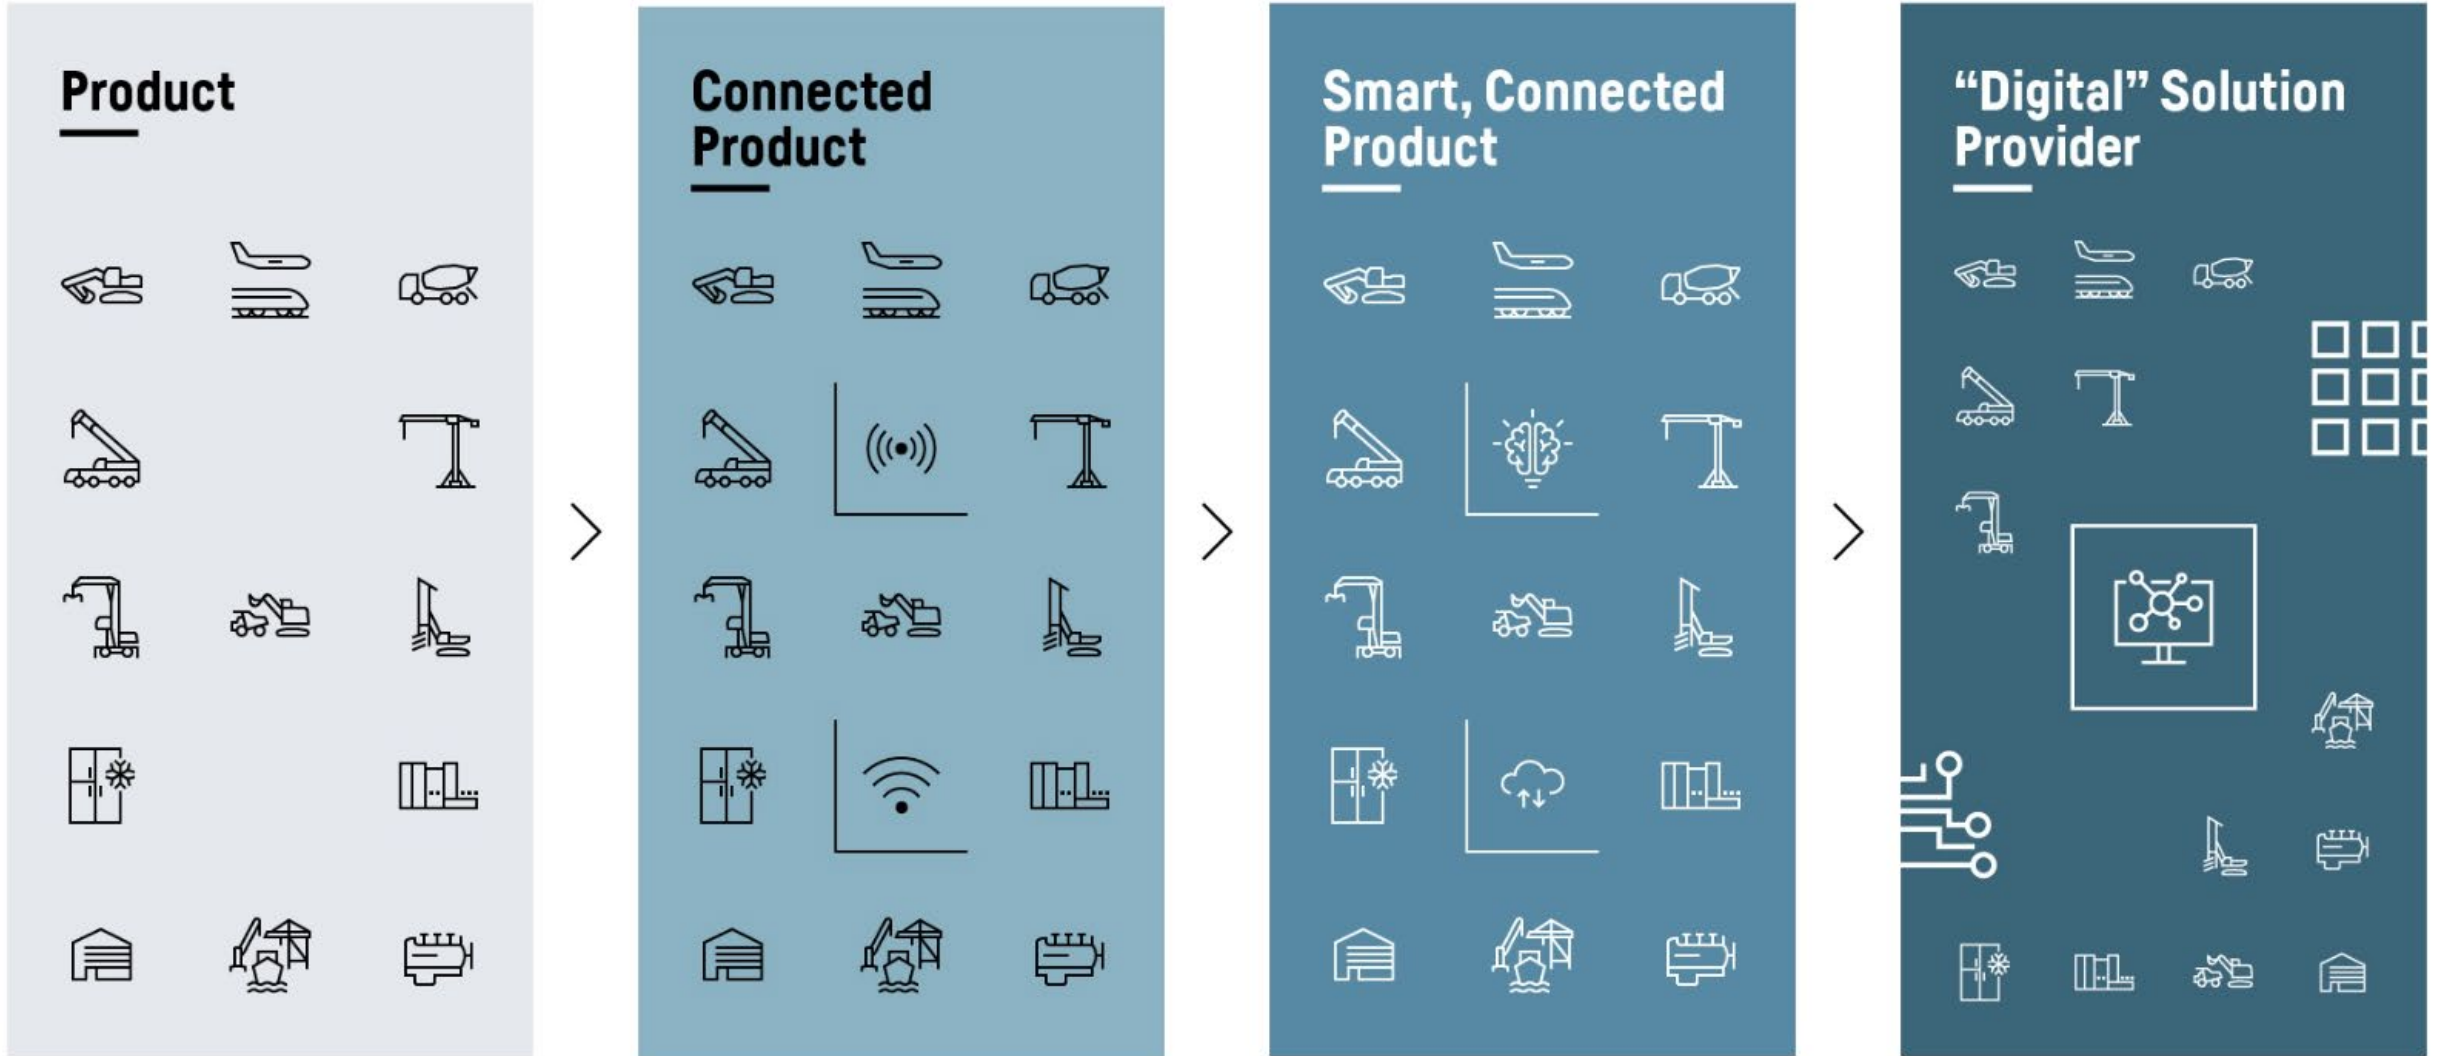 Product
Connected
Product
Smart, Connected
Product
“Digital” Solution
Provider